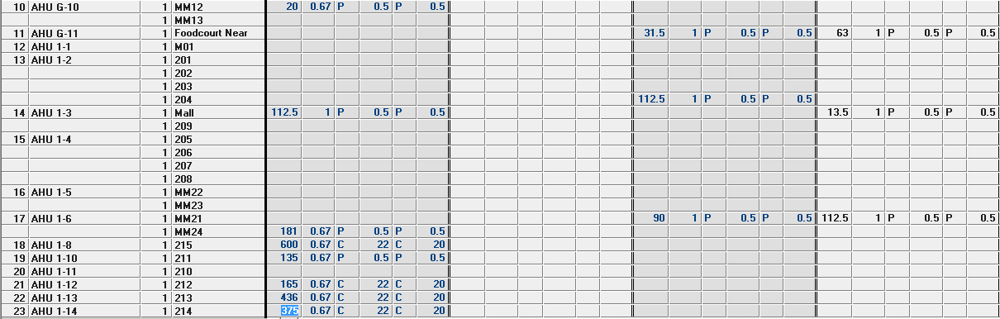 10 AHU G-10 1 MM12 20 0.67 P 0.5 P 0.5
1 MM13
11 AHU G-11 1 Foodcourt Near 31.5 1 P 0.5 P 0.5 63 1 P 0.5 P 0.5
12 AHU 1-1 1 M01
13 AHU 1-2 1 201
1 202
1 203
1 204 112.5 1 P 0.5 P 0.5
14 AHU 1-3 1 Mall 112.5 1 P 0.5 P 0.5 13.5 1 P 0.5 P 0.5
1 209
15 AHU 1-4 1 205
1 206
1 207
1 208
16 AHU 1-5 1 MM22
1 MM23
17 AHU 1-6 1 MM21 90 1 P 0.5 P 0.5 112.5 1 P 0.5 P 0.5
1 MM24 181 0.67 P 0.5 P 0.5
18 AHU 1-8 1 215 600 0.67 C 22 C 20
19 AHU 1-10 1 211 135 0.67 P 0.5 P 0.5
20 AHU 1-11 1 210
21 AHU 1-12 1 212 165 0.67 C 22 C 20
22 AHU 1-13 1 213 436 0.67 C 22 C 20
23 AHU 1-14 1 214 375 0.67 C 22 C 20